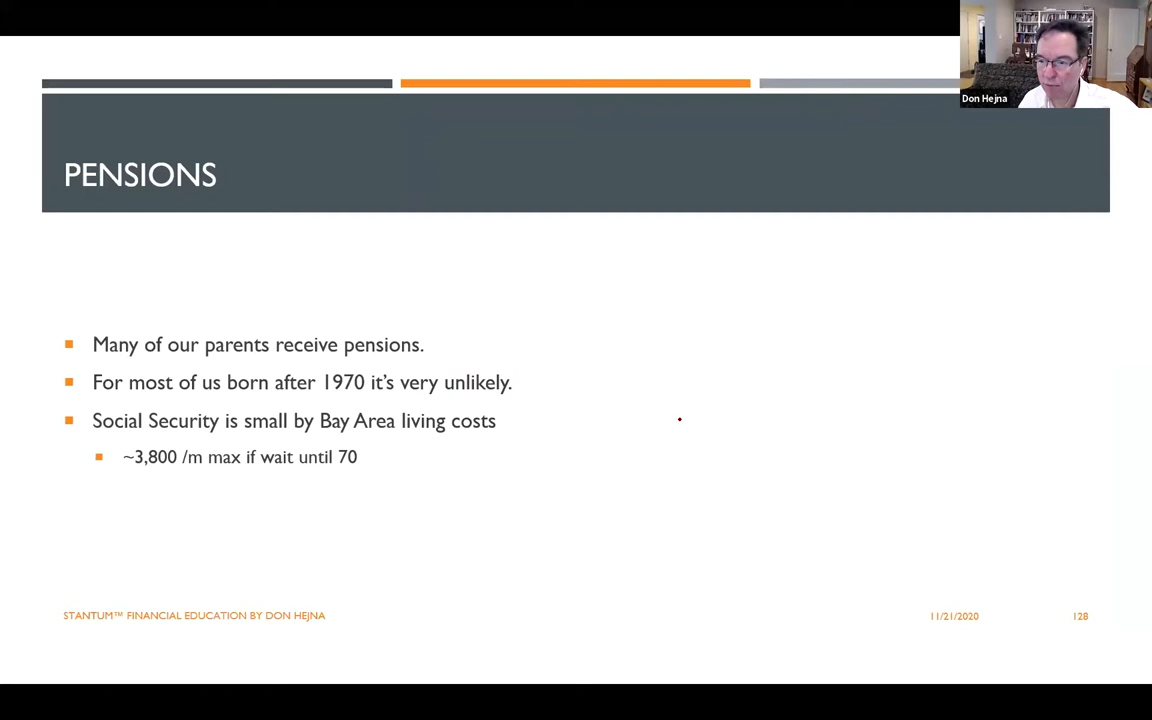 Don Hejna
PENSIONS
Many of our parents receive pensions.
For most of us born after 1970 it's very unlikely.
Social Security is small by Bay Area living costs
~3,800 /m max if wait until 70
STANTUM™ FINANCIAL EDUCATION BY DON HEJNA
11/21/2020
128